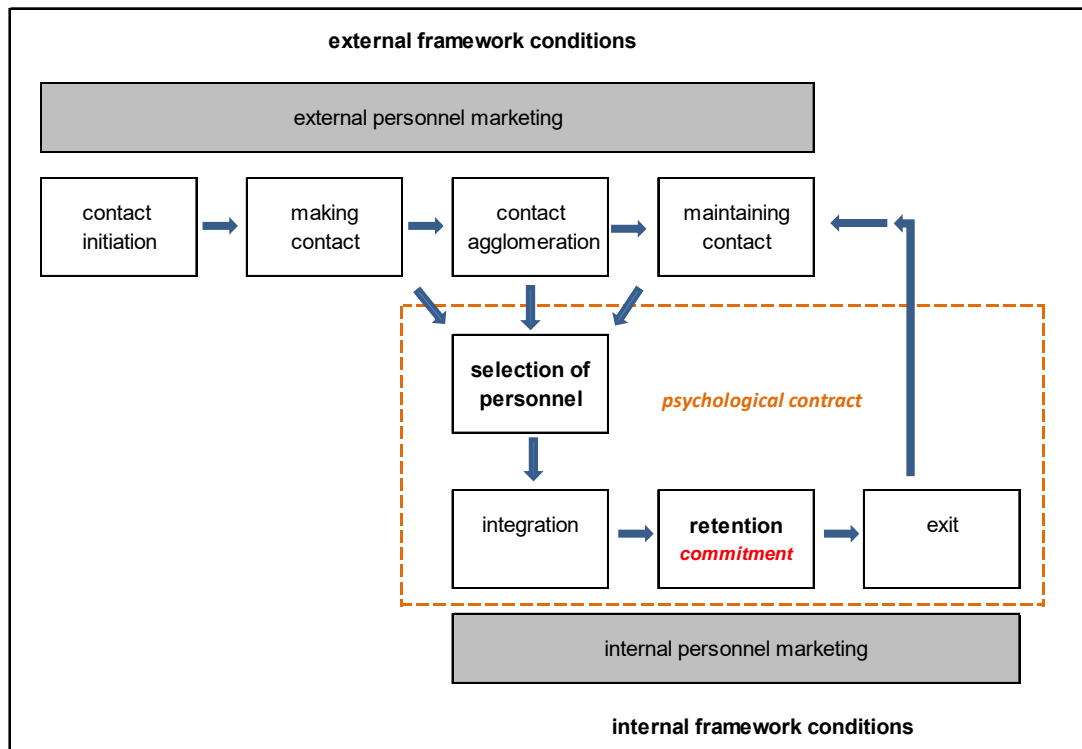 external framework conditions
external personnel marketing
contact
initiation
making
contact
contact
agglomeration
maintaining
contact
selection of
personnel
psychological contract
integration
retention
commitment
exit
internal personnel marketing
internal framework conditions